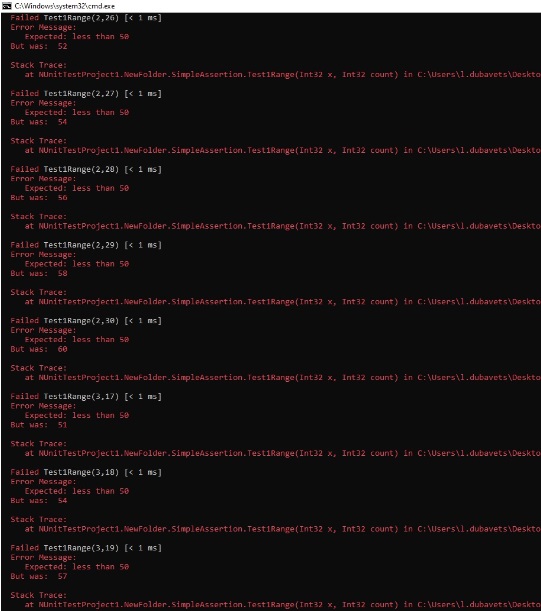 C:\Windows\system32\cmd.exe
Failed Test1Range(2,26) [< 1 ms]
Error Message:
Expected: less than 50
But was: 52
Stack Trace:
at NUnitTestProject1.NewFolder.SimpleAssertion.Test1Range(Int32 x, Int32 count) in C:\Users\l.dubavets\Deskto
Failed Test1Range(2,27) [< 1 ms]
Error Message:
Expected: less than 50
But was: 54
Stack Trace:
at NUnitTestProject1.NewFolder.SimpleAssertion.Test1Range(Int32 x, Int32 count) in C:\Users\l.dubavets\Deskto
Failed Test1Range(2,28) [< 1 ms]
Error Message:
Expected: less than 50
But was: 56
Stack Trace:
at NUnitTestProject1.NewFolder.SimpleAssertion.Test1Range(Int32 x, Int32 count) in C:\Users\l.dubavets\Deskto
Failed Test1Range(2,29) [< 1 ms]
Error Message:
Expected: less than 50
But was: 58
Stack Trace:
at NUnitTestProject1.NewFolder.SimpleAssertion.Test1Range(Int32 x, Int32 count) in C:\Users\l.dubavets\Deskto
Failed Test1Range(2,30) [< 1 ms]
Error Message:
Expected: less than 50
But was: 60
Stack Trace:
at NUnitTestProject1.NewFolder.SimpleAssertion.Test1Range(Int32 x, Int32 count) in C:\Users\l.dubavets\Deskto
Failed Test1Range(3,17) [< 1 ms]
Error Message:
Expected: less than 50
But was: 51
Stack Trace:
at NUnitTestProject1.NewFolder.SimpleAssertion.Test1Range(Int32 x, Int32 count) in C:\Users\l.dubavets\Deskto
Failed Test1Range(3,18) [< 1 ms]
Error Message:
Expected: less than 50
But was: 54
Stack Trace:
at NUnitTestProject1.NewFolder.SimpleAssertion.Test1Range(Int32 x, Int32 count) in C:\Users\l.dubavets\Deskto
Failed Test1Range(3,19) [< 1 ms]
Error Message:
Expected: less than 50
But was: 57
Stack Trace:
at NUnitTestProject1.NewFolder.SimpleAssertion.Test1Range(Int32 x, Int32 count) in C:\Users\l.dubavets\Deskto